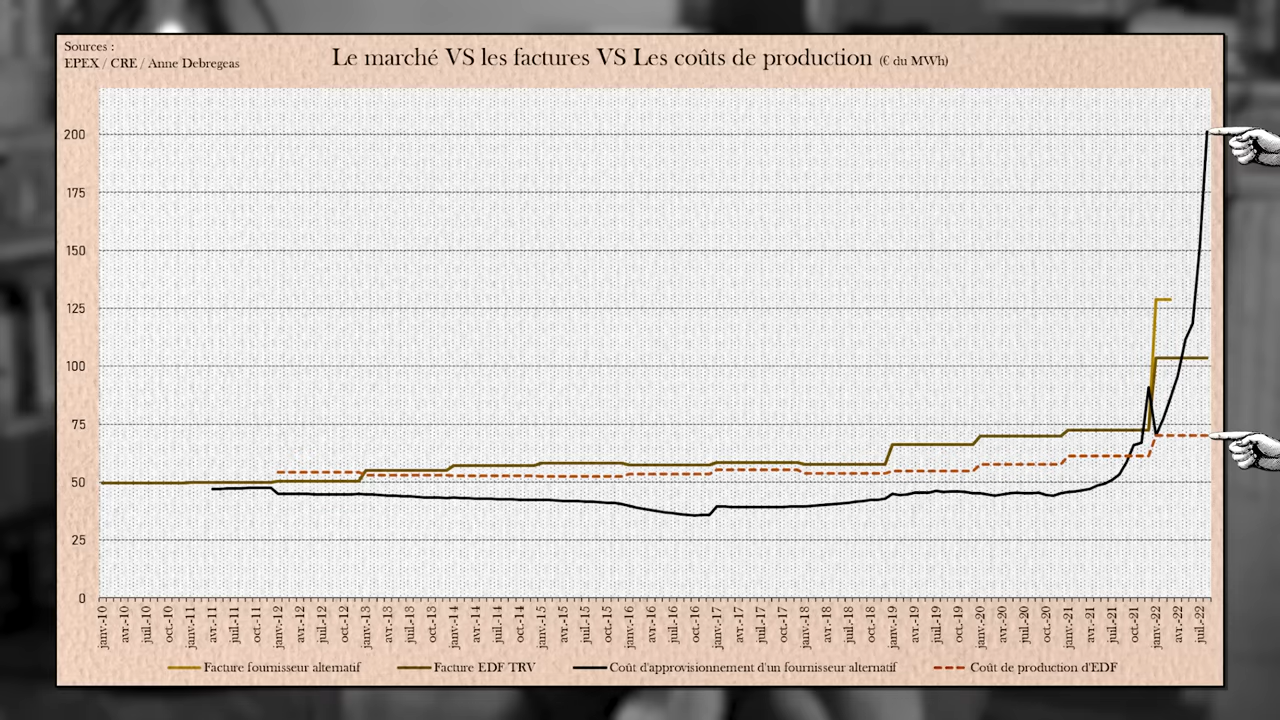 Sources :
EPEX / CRE / Anne Debregeas
Le marché VS les factures VS Les coûts de production (€ du MWh)
200
175
150
125
100
75
50
25
0
janv.-10 avr.-10 juil.-10 oct.-10 janv.-11 avr.-11 juil.-11 oct.-11 janv.-12 avr.-12 juil.-12 oct.-12 janv.-13 avr.-13 juil.-13 oct.-13 janv.-14 avr.-14 juil.-14 oct.-14 janv.-15 avr.-15 juil.-15 oct.-15 janv.-16 avr.-16 juil.-16 oct.-16 janv.-17 avr.-17 juil.-17 oct.-17 janv.-18 avr.-18 juil.-18 oct.-18 janv.-19 avr.-19 juil.-19 oct.-19 janv.-20 avr.-20 juil.-20 oct.-20 janv.-21 avr.-21 juil.-21 oct.-21 janv.-22 avr.-22 juil.-22
Facture fournisseur alternatif Facture EDF TRV Coût d'approvisionnement d'un fournisseur alternatif Coût de production d'EDF